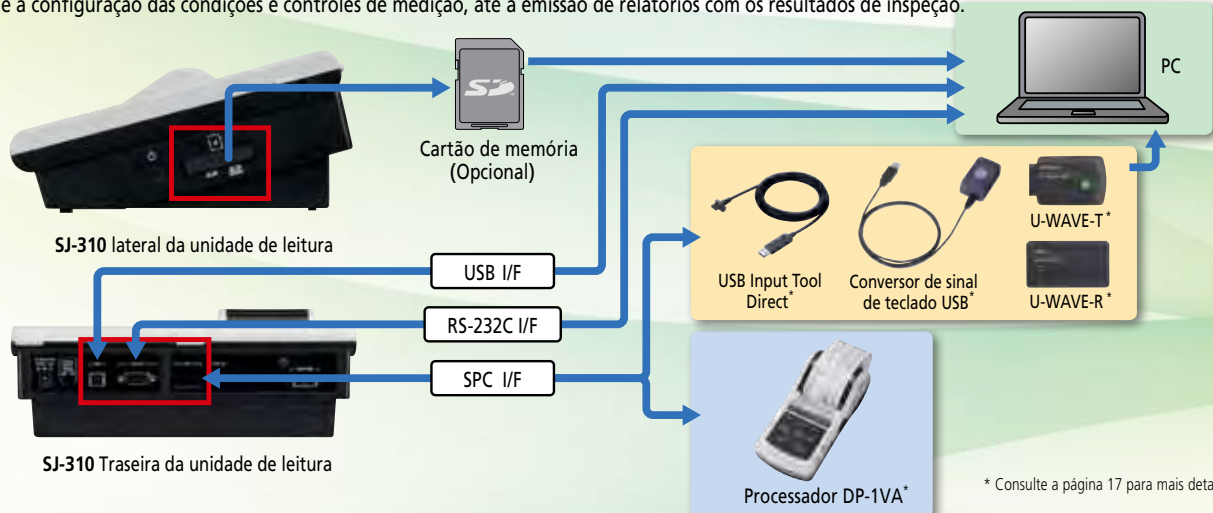 e a configuração das condições e controles de medição, até a emissão de relatórios com os resultados de inspeção.
PC
SD
Cartão de memória
(Opcional)
SJ-310 lateral da unidade de leitura
USB I/F
RS-232C I/F
SPC I/F
USB Input Tool
Direct*
Conversor de sinal
de teclado USB*
U-WAVE-T*
U-WAVE-R*
SJ-310 Traseira da unidade de leitura
Processador DP-1VA*
* Consulte a página 17 para mais deta